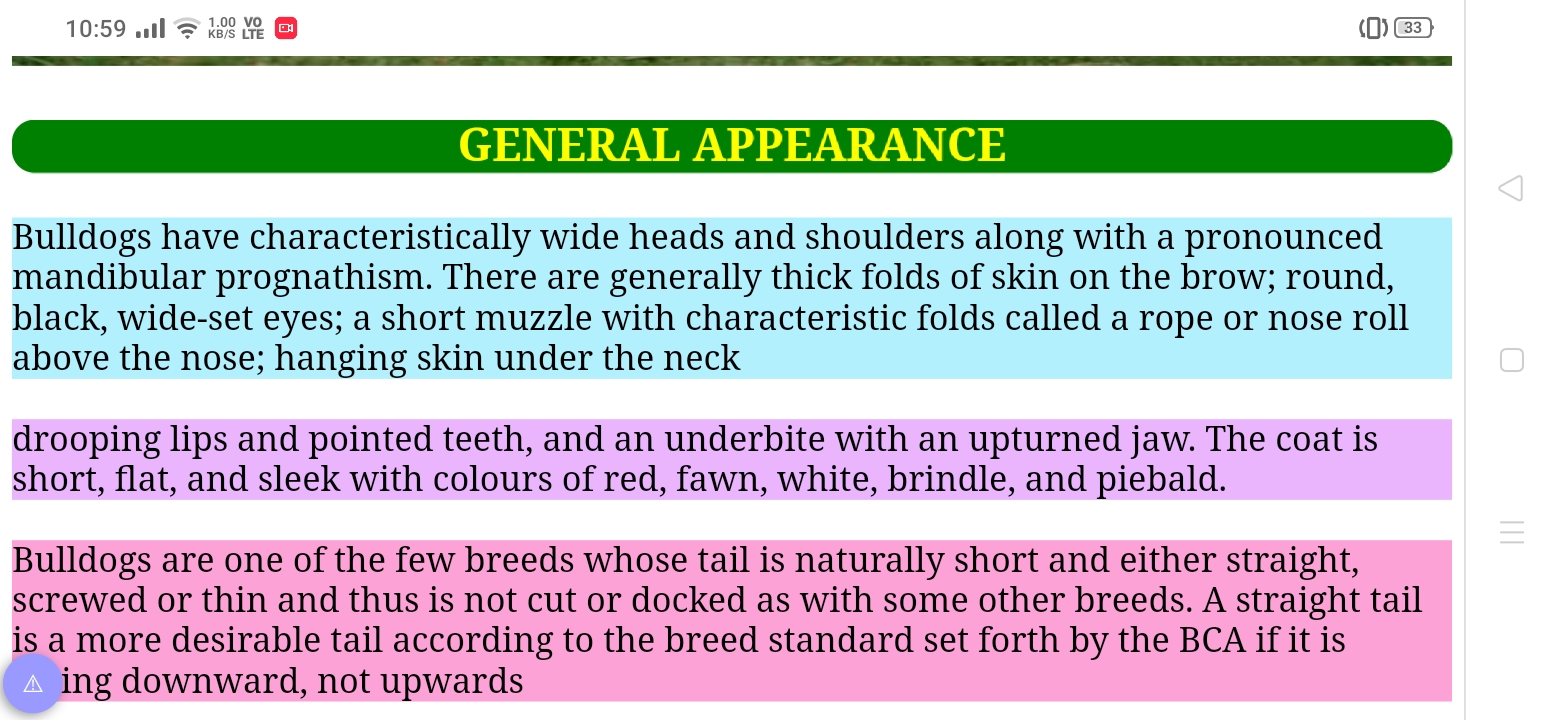 10:59 1.00 KB/S VO LTE 33
GENERAL APPEARANCE
Bulldogs have characteristically wide heads and shoulders along with a pronounced
mandibular prognathism. There are generally thick folds of skin on the brow; round,
black, wide-set eyes; a short muzzle with characteristic folds called a rope or nose roll
above the nose; hanging skin under the neck
drooping lips and pointed teeth, and an underbite with an upturned jaw. The coat is
short, flat, and sleek with colours of red, fawn, white, brindle, and piebald.
Bulldogs are one of the few breeds whose tail is naturally short and either straight,
screwed or thin and thus is not cut or docked as with some other breeds. A straight tail
is a more desirable tail according to the breed standard set forth by the BCA if it is
downward, not upwards